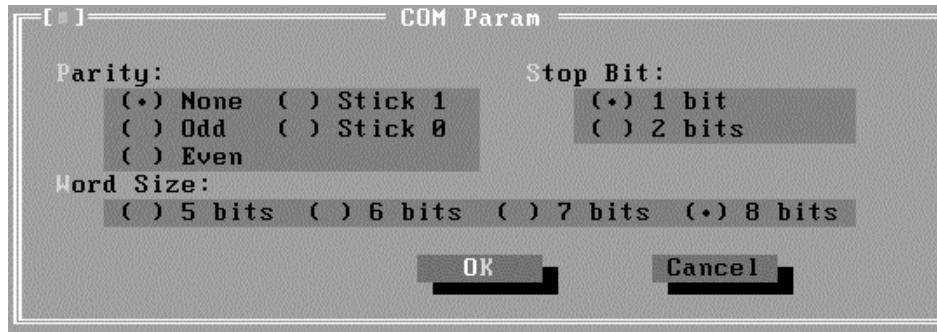 [■] COM Param
Parity: Stop Bit:
(•) None ( ) Stick 1 (•) 1 bit
( ) Odd ( ) Stick 0 ( ) 2 bits
( ) Even
Word Size:
( ) 5 bits ( ) 6 bits ( ) 7 bits (•) 8 bits
OK Cancel